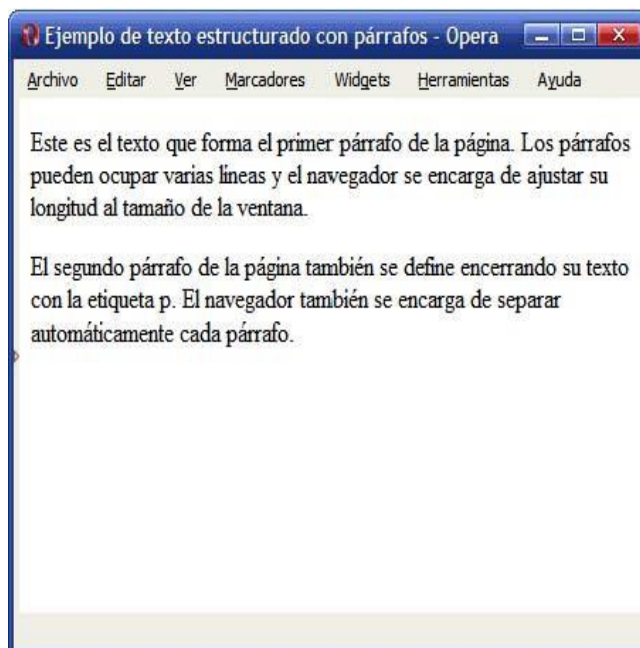 Ejemplo de texto estructurado con párrafos - Opera
Archivo Editar Ver Marcadores Widgets Herramientas Ayuda
Este es el texto que forma el primer párrafo de la página. Los párrafos
pueden ocupar varias líneas y el navegador se encarga de ajustar su
longitud al tamaño de la ventana.
El segundo párrafo de la página también se define encerrando su texto
con la etiqueta p. El navegador también se encarga de separar
automáticamente cada párrafo.